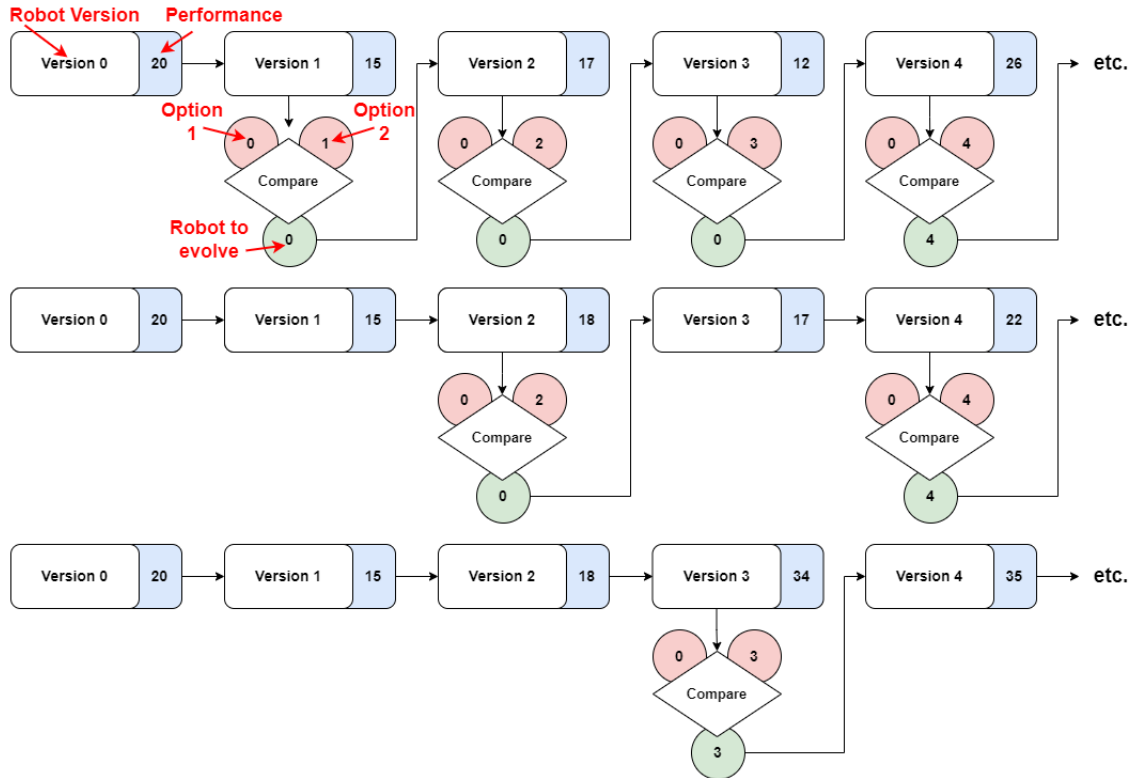 Robot Version
Performance
Version 0
20
Version 1
15
Version 2
17
Version 3
12
Version 4
26
etc.
Option
1
Option
2
0
1
0
2
0
3
0
4
Compare
Compare
Compare
Compare
Robot to
evolve
0
0
0
4
Version 0
20
Version 1
15
Version 2
18
Version 3
17
Version 4
22
etc.
0
2
0
4
Compare
Compare
0
4
Version 0
20
Version 1
15
Version 2
18
Version 3
34
Version 4
35
etc.
0
3
Compare
3